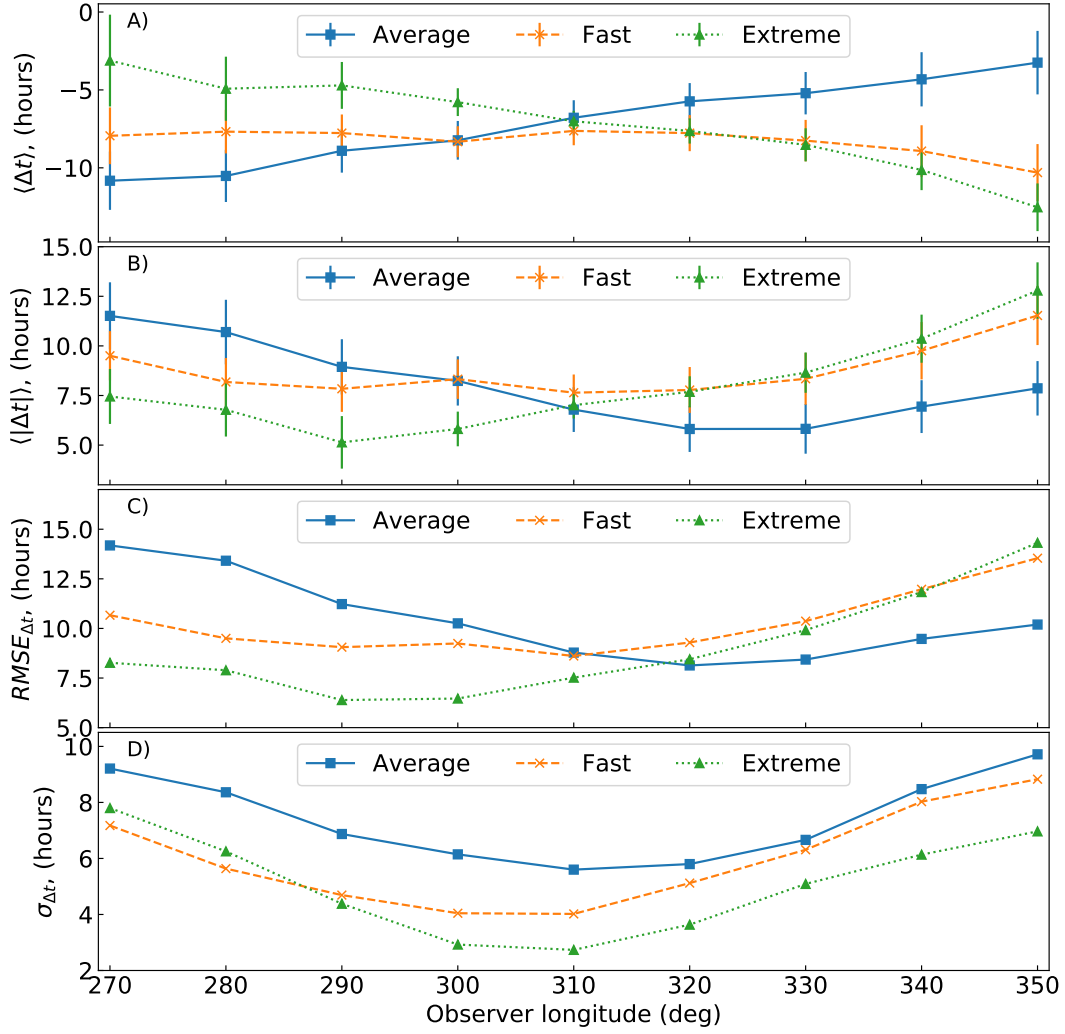 A)
Average Fast Extreme
⟨Δt⟩, (hours)
0
−5
−10
B)
Average Fast Extreme
⟨|Δt|⟩, (hours)
15.0
12.5
10.0
7.5
5.0
C)
Average Fast Extreme
RMSE_Δt, (hours)
15.0
12.5
10.0
7.5
5.0
D)
Average Fast Extreme
σ_Δt, (hours)
10
8
6
4
2
270 280 290 300 310 320 330 340 350
Observer longitude (deg)